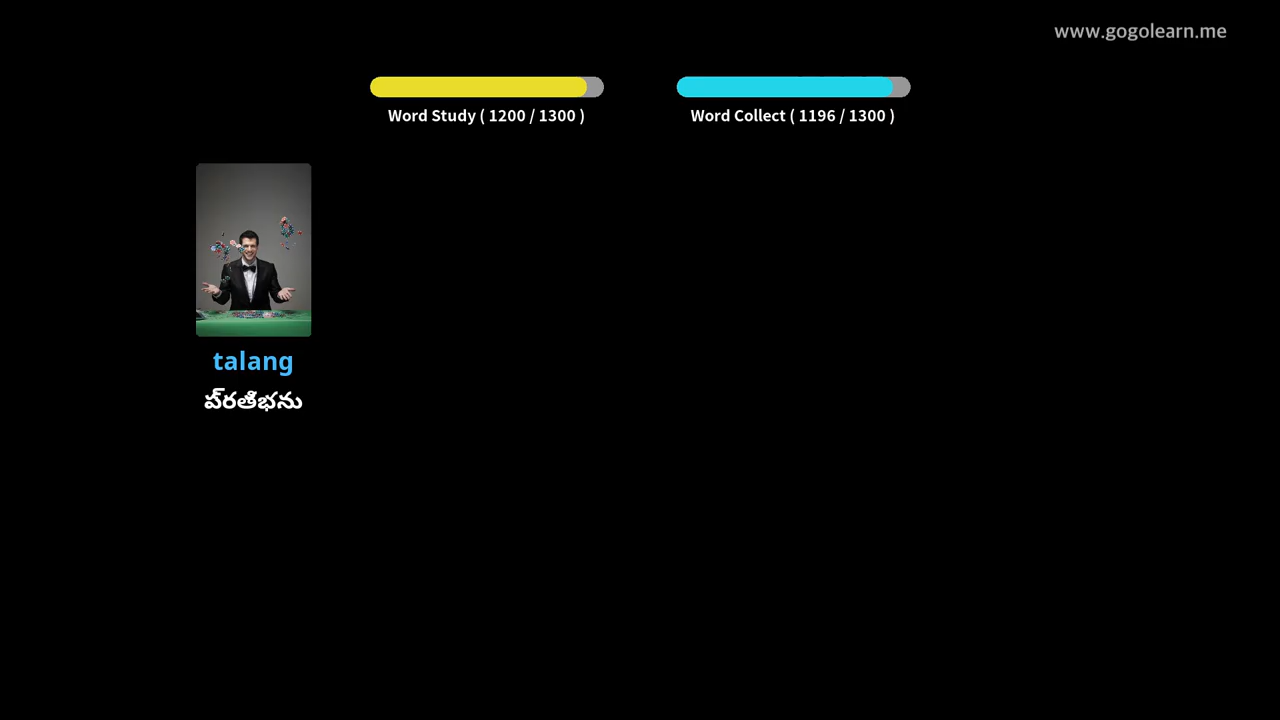 www.gogolearn.me
Word Study ( 1200 / 1300 )
Word Collect ( 1196 / 1300 )
talang
ప్రతిభను